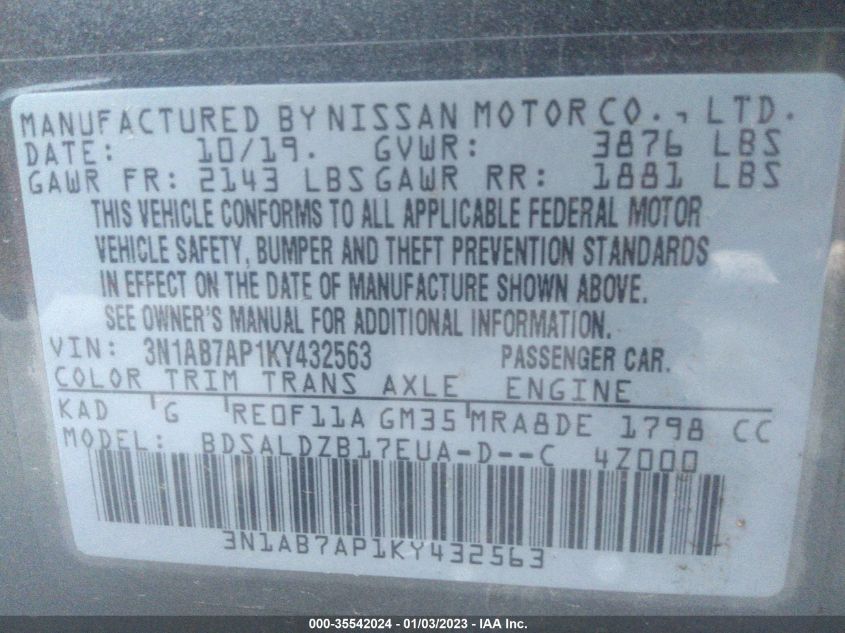 MANUFACTURED BY NISSAN MOTOR CO., LTD.
DATE: 10/19. GVWR: 3876 LBS
GAWR FR: 2143 LBS GAWR RR: 1881 LBS
THIS VEHICLE CONFORMS TO ALL APPLICABLE FEDERAL MOTOR
VEHICLE SAFETY, BUMPER AND THEFT PREVENTION STANDARDS
IN EFFECT ON THE DATE OF MANUFACTURE SHOWN ABOVE.
SEE OWNER'S MANUAL FOR ADDITIONAL INFORMATION.
VIN: 3N1AB7AP1KY432563 PASSENGER CAR.
COLOR TRIM TRANS AXLE ENGINE
KAD G RE0F11A GM35 MRA8DE 1798 CC
MODEL: BDSALDZB17EUA-D--C 4Z000
3N1AB7AP1KY432563
000-35542024 - 01/03/2023 - IAA Inc.